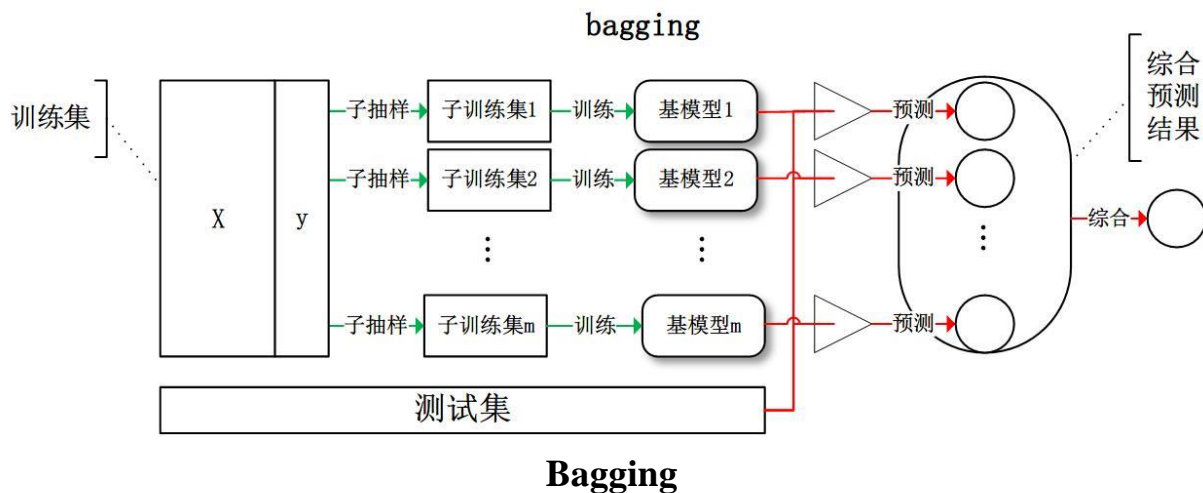 bagging
训练集
X
y
子抽样
子训练集1
训练
基模型1
预测
子抽样
子训练集2
训练
基模型2
预测
子抽样
子训练集m
训练
基模型m
预测
综合
预测
结果
综合
测试集
Bagging